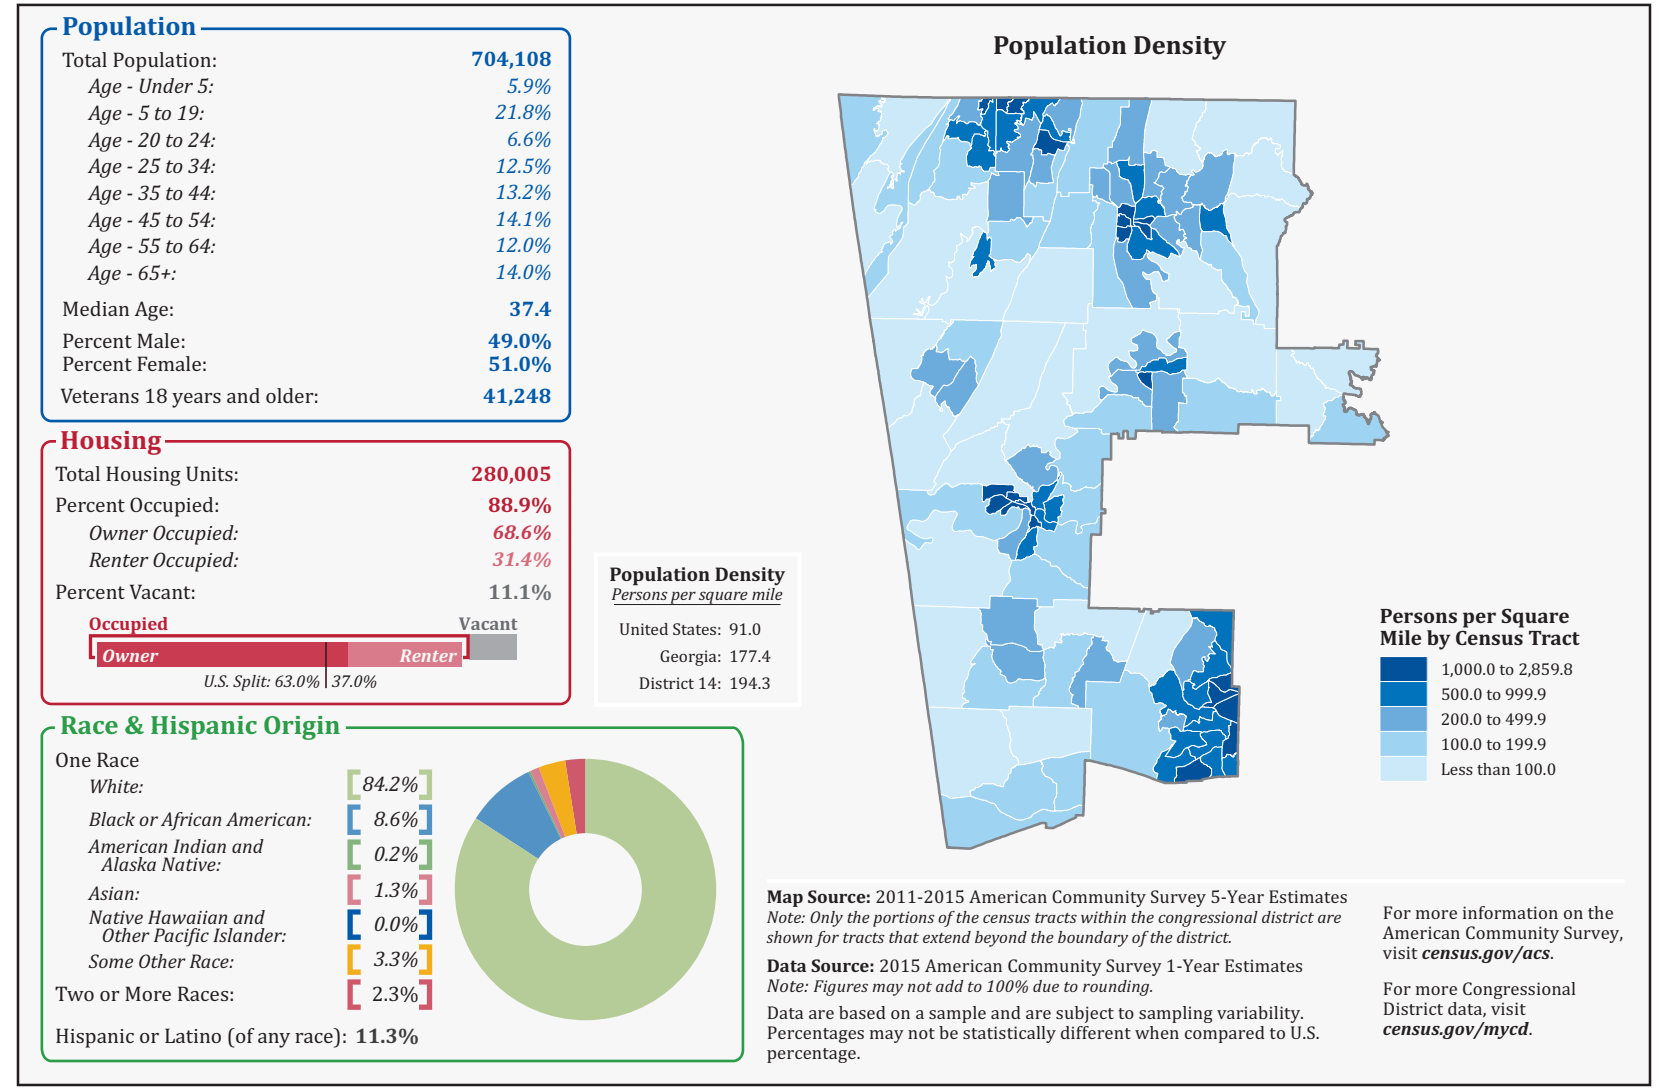 Population
Total Population: 704,108
Age - Under 5: 5.9%
Age - 5 to 19: 21.8%
Age - 20 to 24: 6.6%
Age - 25 to 34: 12.5%
Age - 35 to 44: 13.2%
Age - 45 to 54: 14.1%
Age - 55 to 64: 12.0%
Age - 65+: 14.0%
Median Age: 37.4
Percent Male: 49.0%
Percent Female: 51.0%
Veterans 18 years and older: 41,248
Housing
Total Housing Units: 280,005
Percent Occupied: 88.9%
Owner Occupied: 68.6%
Renter Occupied: 31.4%
Percent Vacant: 11.1%
Occupied Vacant
Owner Renter
U.S. Split: 63.0% 37.0%
Population Density
Persons per square mile
United States: 91.0
Georgia: 177.4
District 14: 194.3
Race & Hispanic Origin
One Race
White: 84.2%
Black or African American: 8.6%
American Indian and
Alaska Native: 0.2%
Asian: 1.3%
Native Hawaiian and
Other Pacific Islander: 0.0%
Some Other Race: 3.3%
Two or More Races: 2.3%
Hispanic or Latino (of any race): 11.3%
Population Density
Persons per Square
Mile by Census Tract
1,000.0 to 2,859.8
500.0 to 999.9
200.0 to 499.9
100.0 to 199.9
Less than 100.0
Map Source: 2011-2015 American Community Survey 5-Year Estimates
Note: Only the portions of the census tracts within the congressional district are
shown for tracts that extend beyond the boundary of the district.
Data Source: 2015 American Community Survey 1-Year Estimates
Note: Figures may not add to 100% due to rounding.
Data are based on a sample and are subject to sampling variability.
Percentages may not be statistically different when compared to U.S.
percentage.
For more information on the
American Community Survey,
visit census.gov/acs.
For more Congressional
District data, visit
census.gov/mycd.